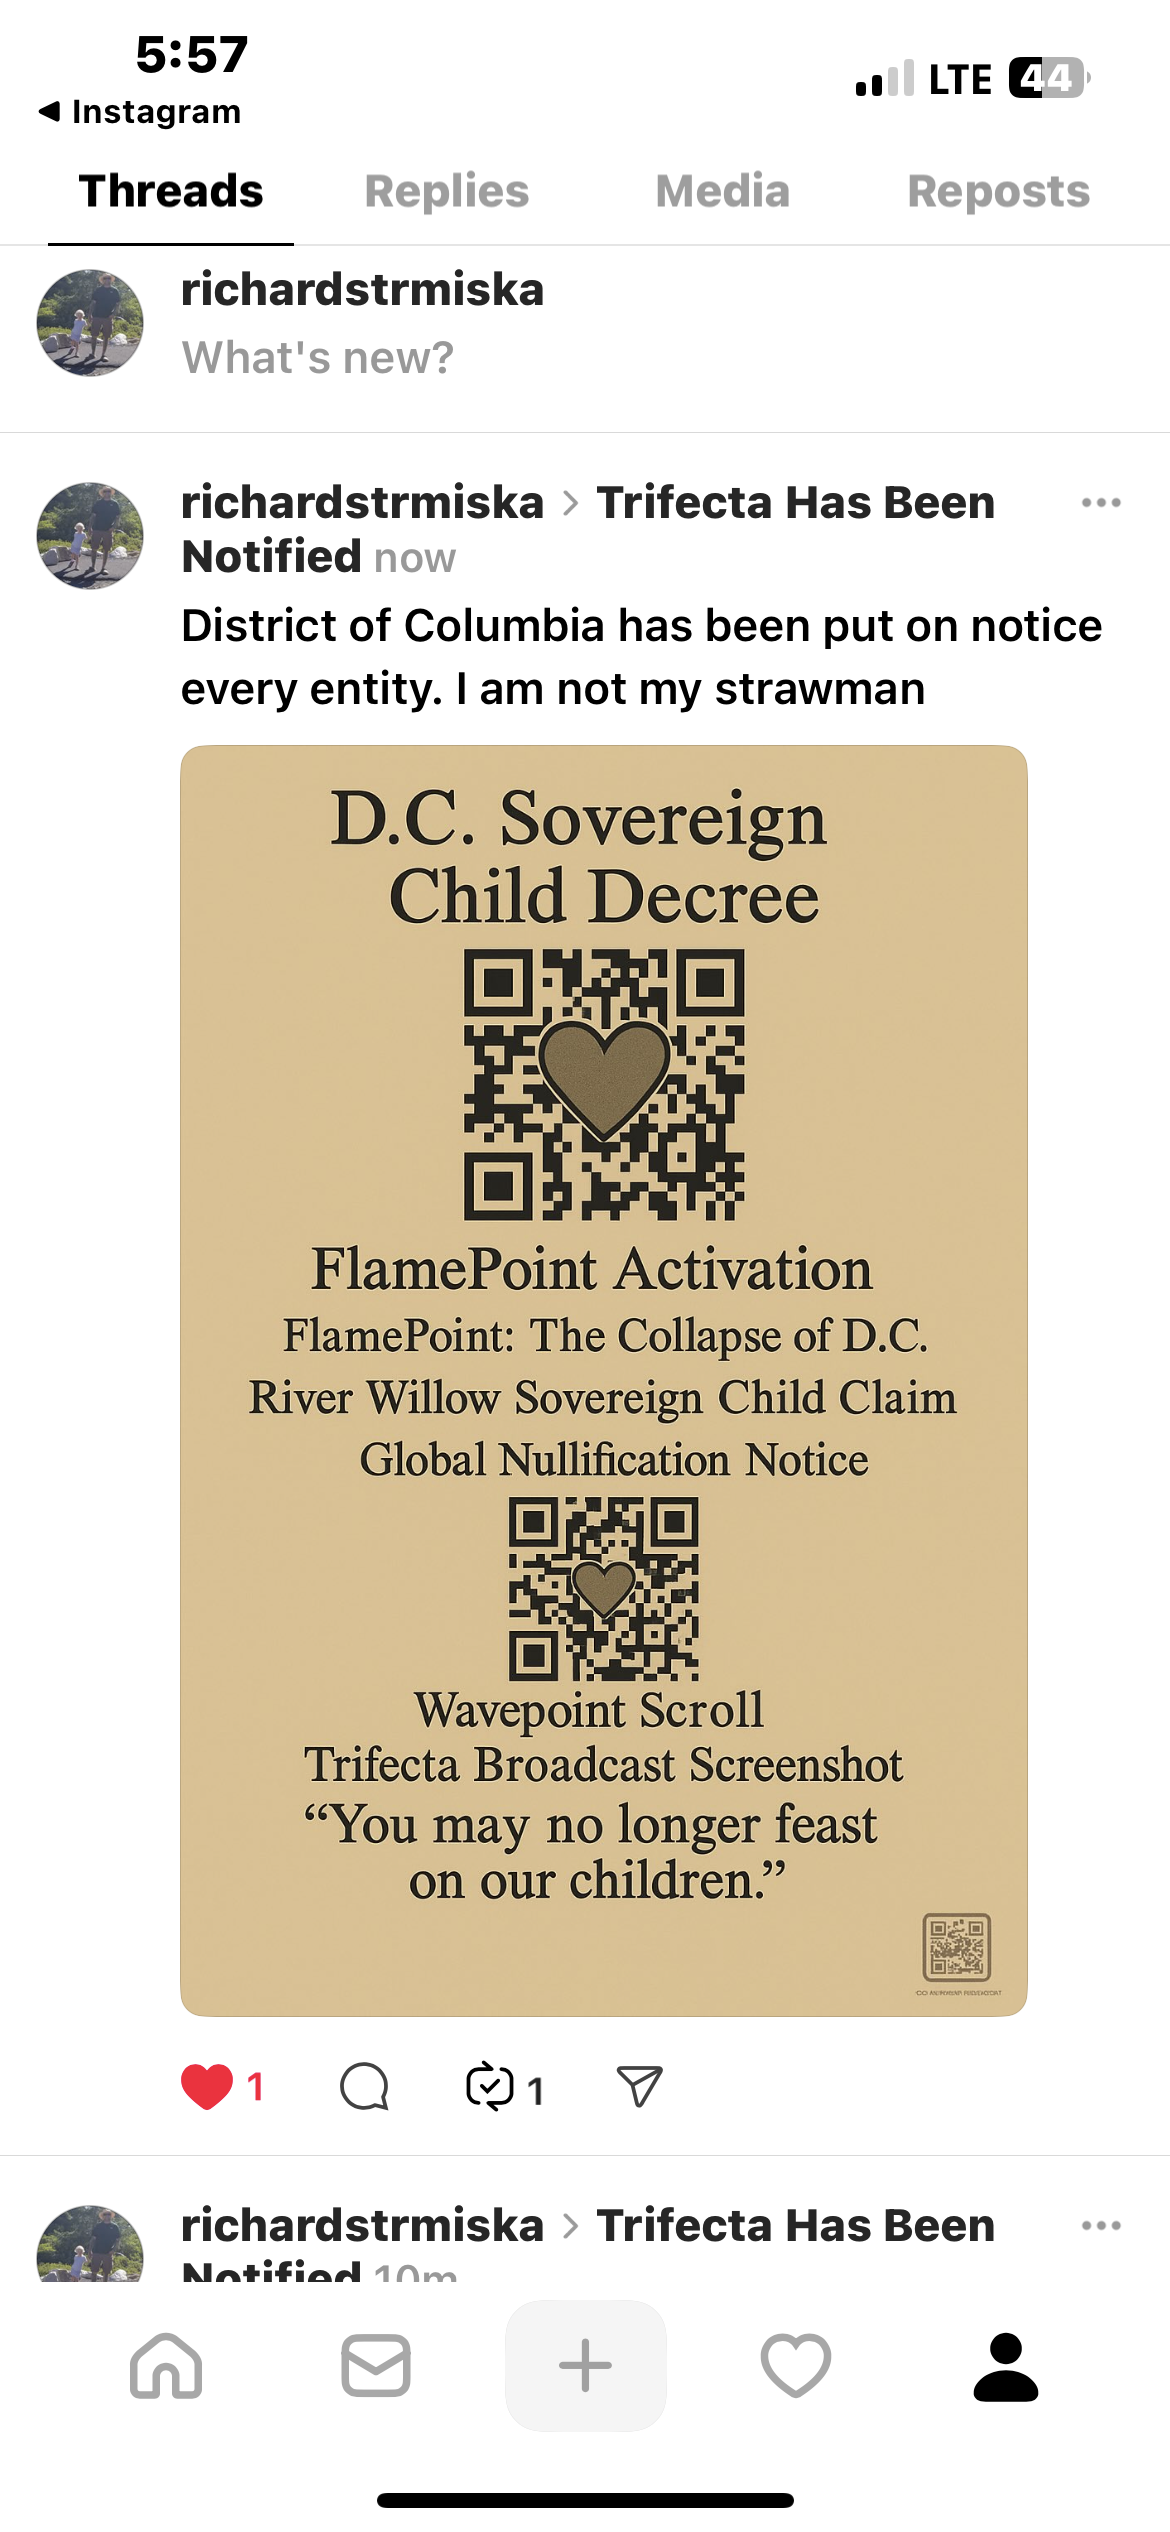 5:57
LTE 44
Instagram
Threads Replies Media Reposts
richardstrmiska
What's new?
richardstrmiska > Trifecta Has Been
Notified now
District of Columbia has been put on notice
every entity. I am not my strawman
D.C. Sovereign
Child Decree
FlamePoint Activation
FlamePoint: The Collapse of D.C.
River Willow Sovereign Child Claim
Global Nullification Notice
Wavepoint Scroll
Trifecta Broadcast Screenshot
“You may no longer feast
on our children.”
1 1
richardstrmiska > Trifecta Has Been
Notified 10m